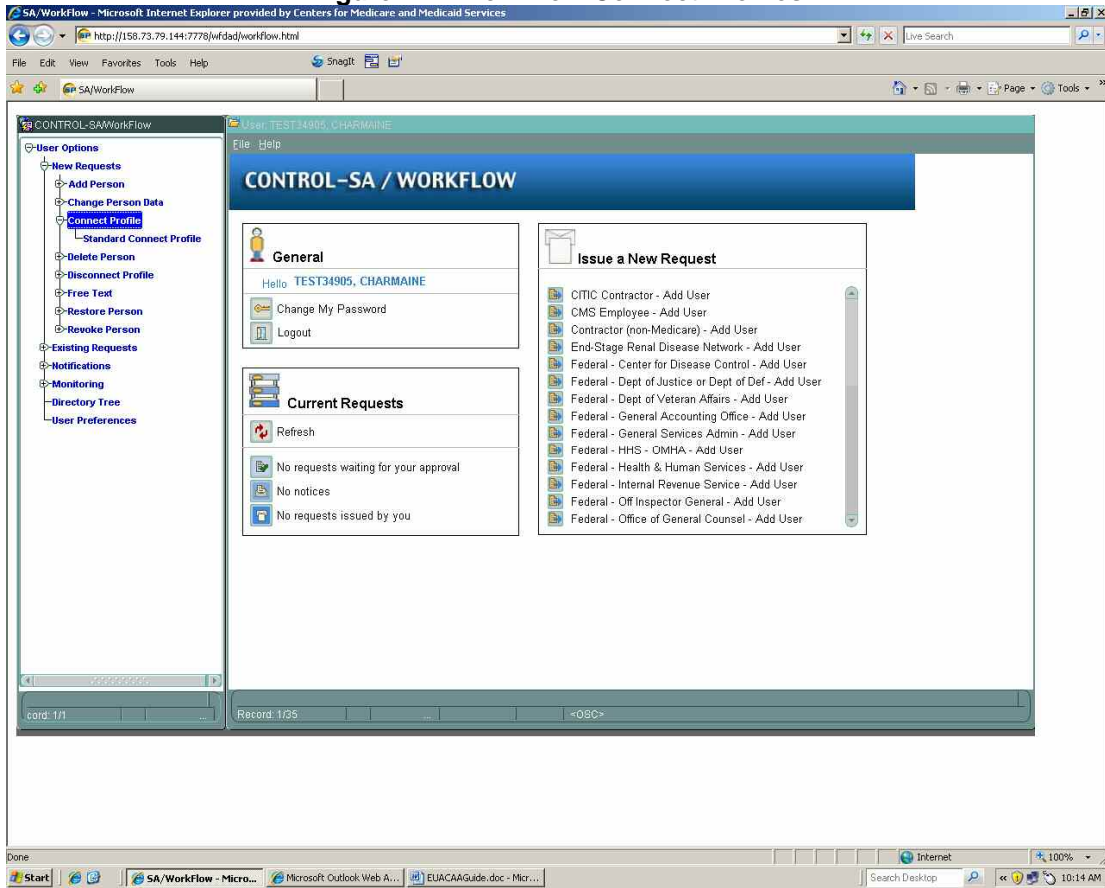 SA/WorkFlow - Microsoft Internet Explorer provided by Centers for Medicare and Medicaid Services
http://158.73.79.144:7778/wfdad/workflow.html
Live Search
File Edit View Favorites Tools Help
SnagIt
SA/WorkFlow
Page
Tools
CONTROL-SA/WorkFlow
User: TEST34905, CHARMAINE
File Help
User Options
New Requests
Add Person
Change Person Data
Connect Profile
Standard Connect Profile
Delete Person
Disconnect Profile
Free Text
Restore Person
Revoke Person
Existing Requests
Notifications
Monitoring
Directory Tree
User Preferences
CONTROL-SA / WORKFLOW
General
Hello TEST34905, CHARMAINE
Change My Password
Logout
Current Requests
Refresh
No requests waiting for your approval
No notices
No requests issued by you
Issue a New Request
CITIC Contractor - Add User
CMS Employee - Add User
Contractor (non-Medicare) - Add User
End-Stage Renal Disease Network - Add User
Federal - Center for Disease Control - Add User
Federal - Dept of Justice or Dept of Def - Add User
Federal - Dept of Veteran Affairs - Add User
Federal - General Accounting Office - Add User
Federal - General Services Admin - Add User
Federal - HHS - OMHA - Add User
Federal - Health & Human Services - Add User
Federal - Internal Revenue Service - Add User
Federal - Off Inspector General - Add User
Federal - Office of General Counsel - Add User
cord: 1/1 ...
Record: 1/35 ... <OSC>
Done
Internet
100%
Start
SA/WorkFlow - Micro...
Microsoft Outlook Web A...
EUACAAGuide.doc - Micr...
Search Desktop
10:14 AM